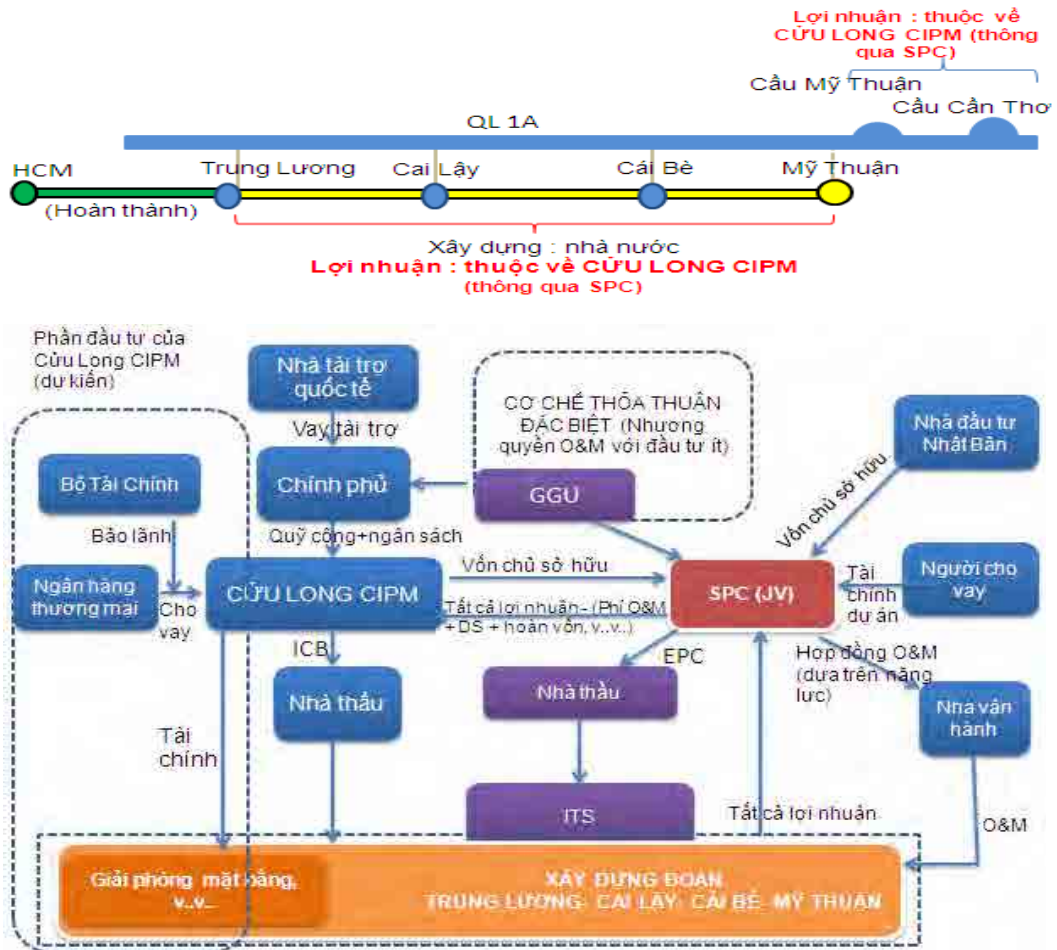 Lợi nhuận : thuộc về
CỬU LONG CIPM (thông
qua SPC)
Cầu Mỹ Thuận
Cầu Cần Thơ
QL 1A
HCM
Trung Lương
Cai Lậy
Cái Bè
Mỹ Thuận
(Hoàn thành)
Xây dựng : nhà nước
Lợi nhuận : thuộc về CỬU LONG CIPM
(thông qua SPC)
Phần đầu tư của
Cửu Long CIPM
(dự kiến)
Nhà tài trợ
quốc tế
CƠ CHẾ THỎA THUẬN
ĐẶC BIỆT (Nhương
quyền O&M với đầu tư ít)
Nhà đầu tư
Nhật Bản
Vay tài trợ
Bộ Tài Chính
Chính phủ
GGU
Vốn chủ sở hữu
Bảo lãnh
Quỹ công+ngân sách
Vốn chủ sở hữu
Ngân hàng
thương mại
Cho
vay
CỬU LONG CIPM
SPC (JV)
Tài
chính
dự án
Người cho
vay
Tất cả lợi nhuận - (Phí O&M
+ DS + hoàn vốn, v..v..)
ICB
EPC
Hợp đồng O&M
(dựa trên năng
lực)
Nhà thầu
Nhà thầu
Nhà vận
hành
Tài
chính
ITS
Tất cả lợi nhuận
O&M
Giải phóng mặt bằng,
v..v..
XÂY DỰNG ĐOẠN
TRUNG LƯƠNG- CAI LẬY- CÁI BÈ- MỸ THUẬN